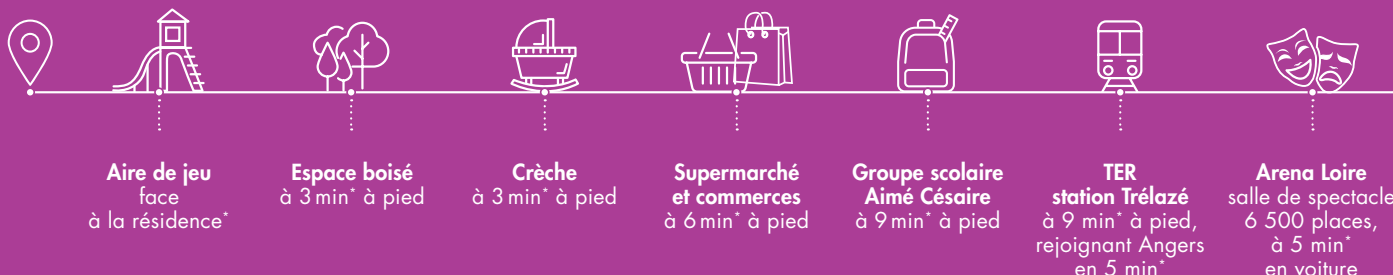 Aire de jeu
face
à la résidence*
Espace boisé
à 3 min* à pied
Crèche
à 3 min* à pied
Supermarché
et commerces
à 6 min* à pied
Groupe scolaire
Aimé Césaire
à 9 min* à pied
TER
station Trélazé
à 9 min* à pied,
rejoignant Angers
en 5 min*
Arena Loire
salle de spectacle
6 500 places,
à 5 min*
en voiture